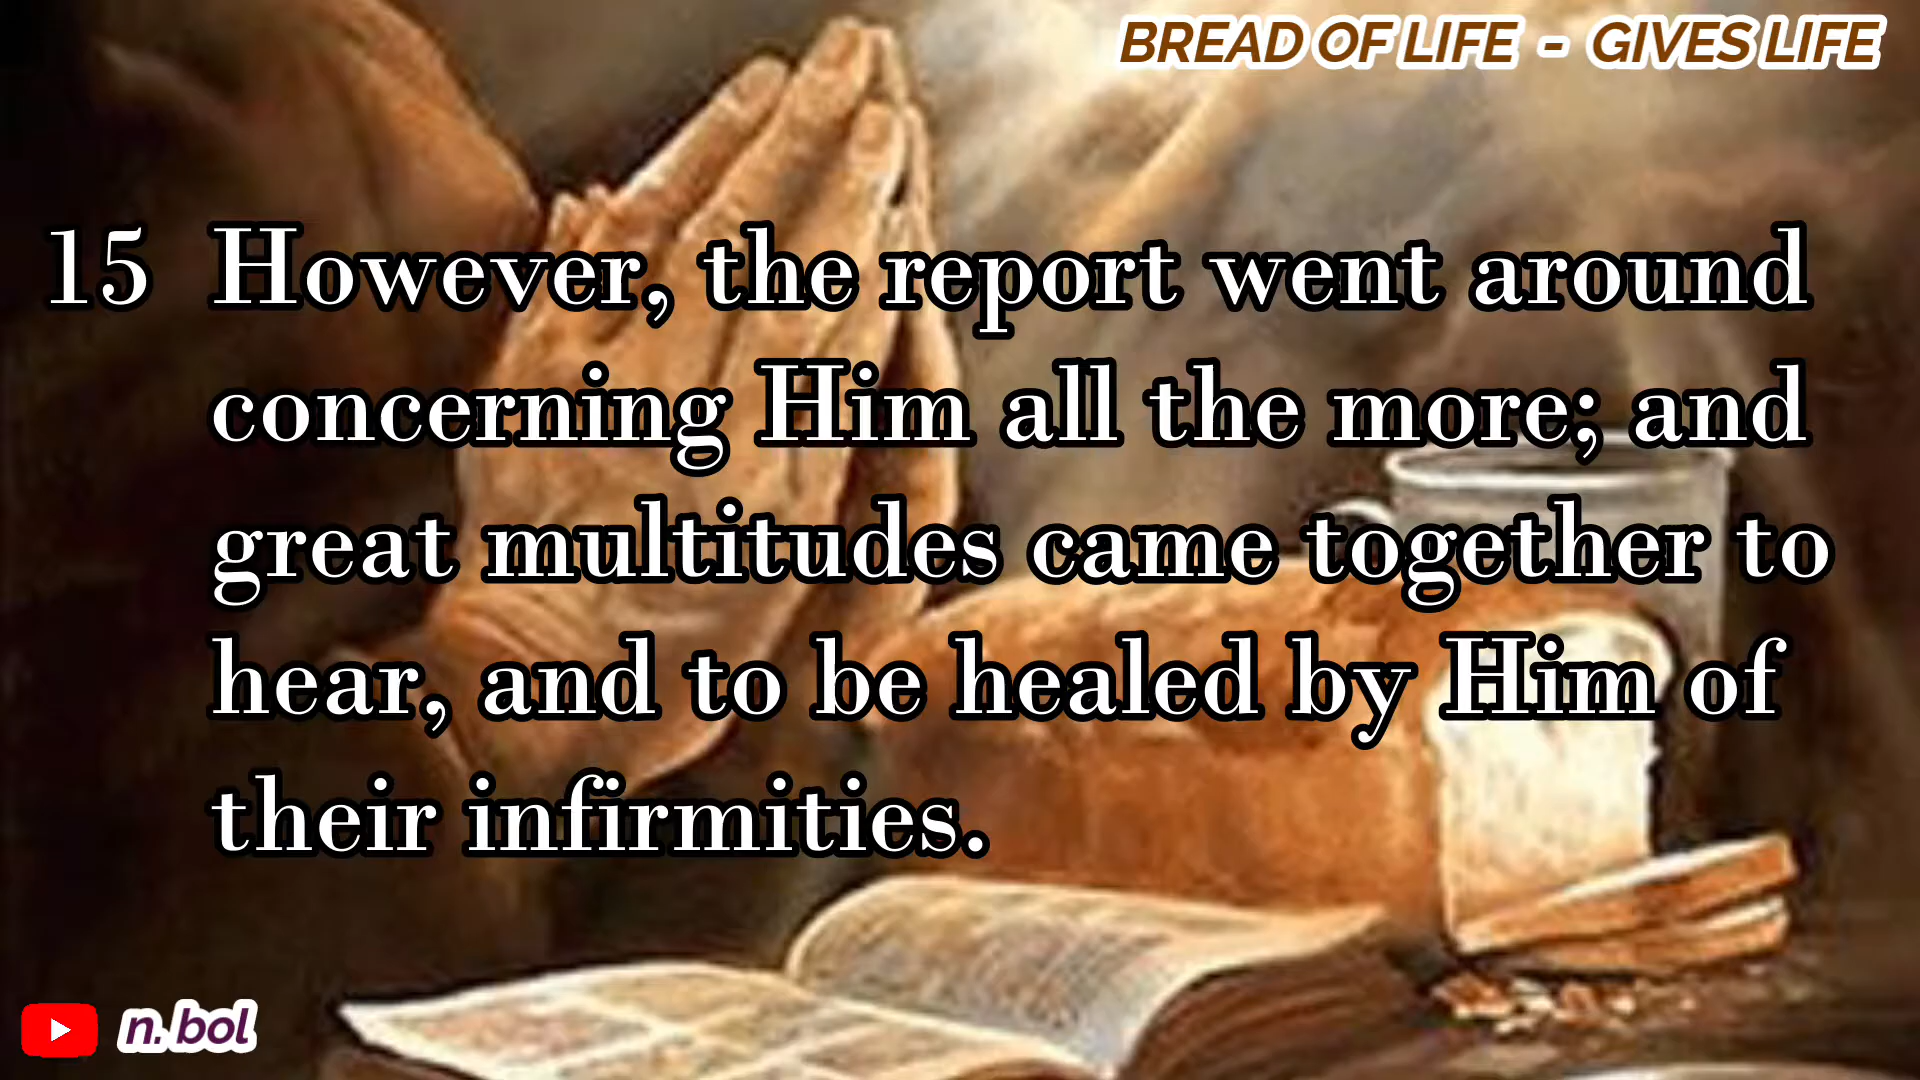 BREAD OF LIFE - GIVES LIFE
15 However, the report went around
concerning Him all the more; and
great multitudes came together to
hear, and to be healed by Him of
their infirmities.
n. bol